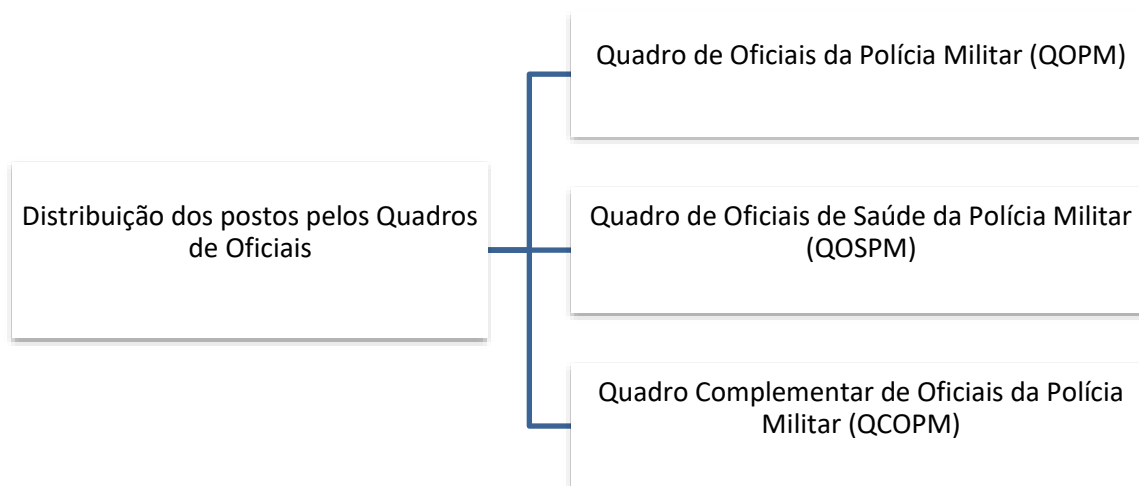 Distribuição dos postos pelos Quadros
de Oficiais
Quadro de Oficiais da Polícia Militar (QOPM)
Quadro de Oficiais de Saúde da Polícia Militar
(QOSPM)
Quadro Complementar de Oficiais da Polícia
Militar (QCOPM)